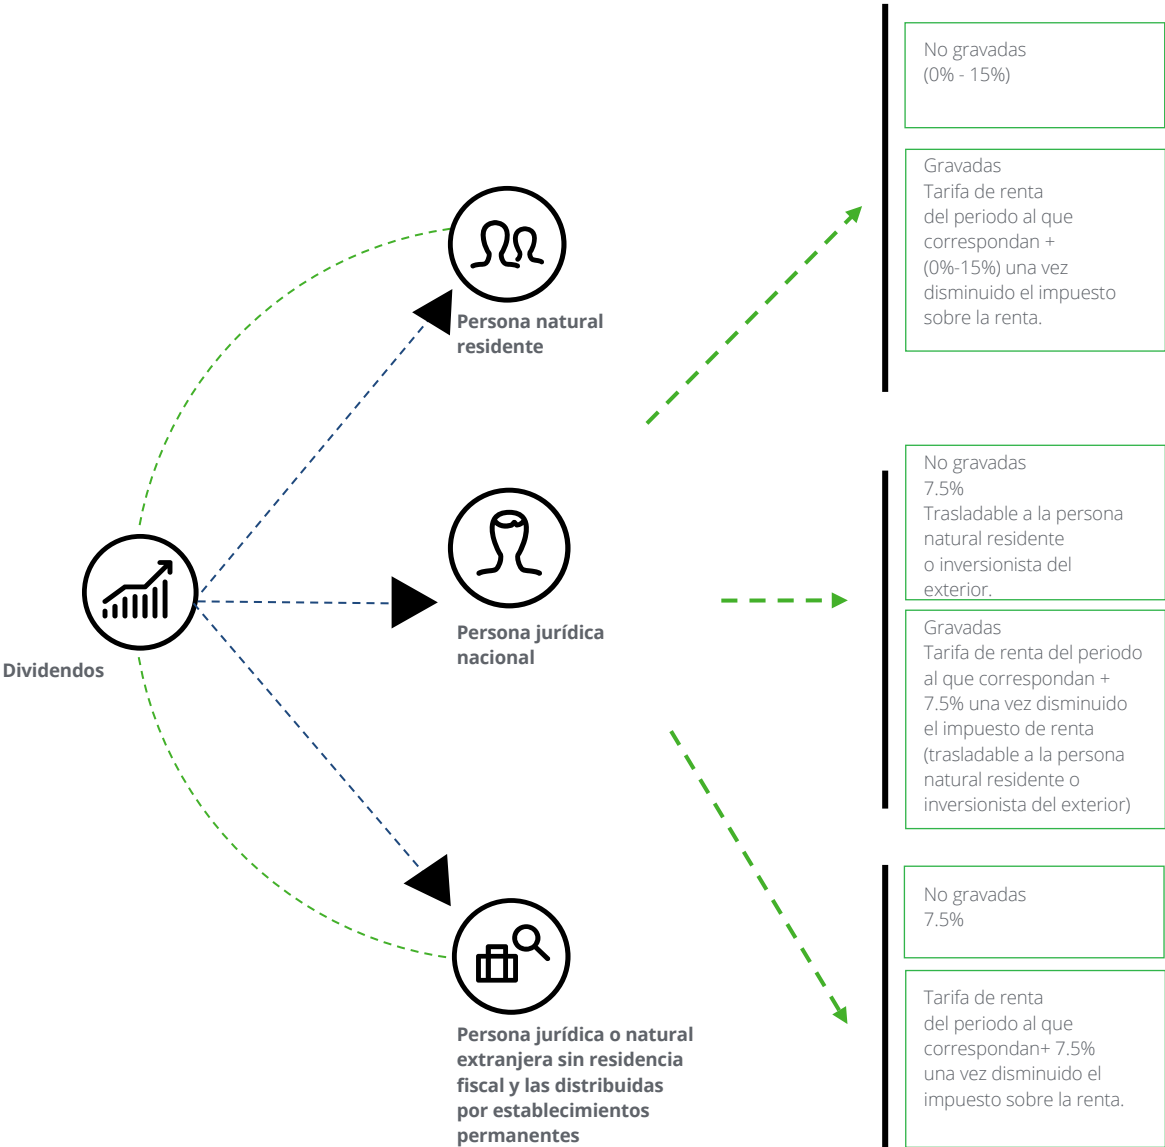 Dividendos
Persona natural
residente
No gravadas
(0% - 15%)
Gravadas
Tarifa de renta
del periodo al que
correspondan +
(0%-15%) una vez
disminuido el impuesto
sobre la renta.
Persona jurídica
nacional
No gravadas
7.5%
Trasladable a la persona
natural residente
o inversionista del
exterior.
Gravadas
Tarifa de renta del periodo
al que correspondan +
7.5% una vez disminuido
el impuesto de renta
(trasladable a la persona
natural residente o
inversionista del exterior)
Persona jurídica o natural
extranjera sin residencia
fiscal y las distribuidas
por establecimientos
permanentes
No gravadas
7.5%
Tarifa de renta
del periodo al que
correspondan+ 7.5%
una vez disminuido el
impuesto sobre la renta.